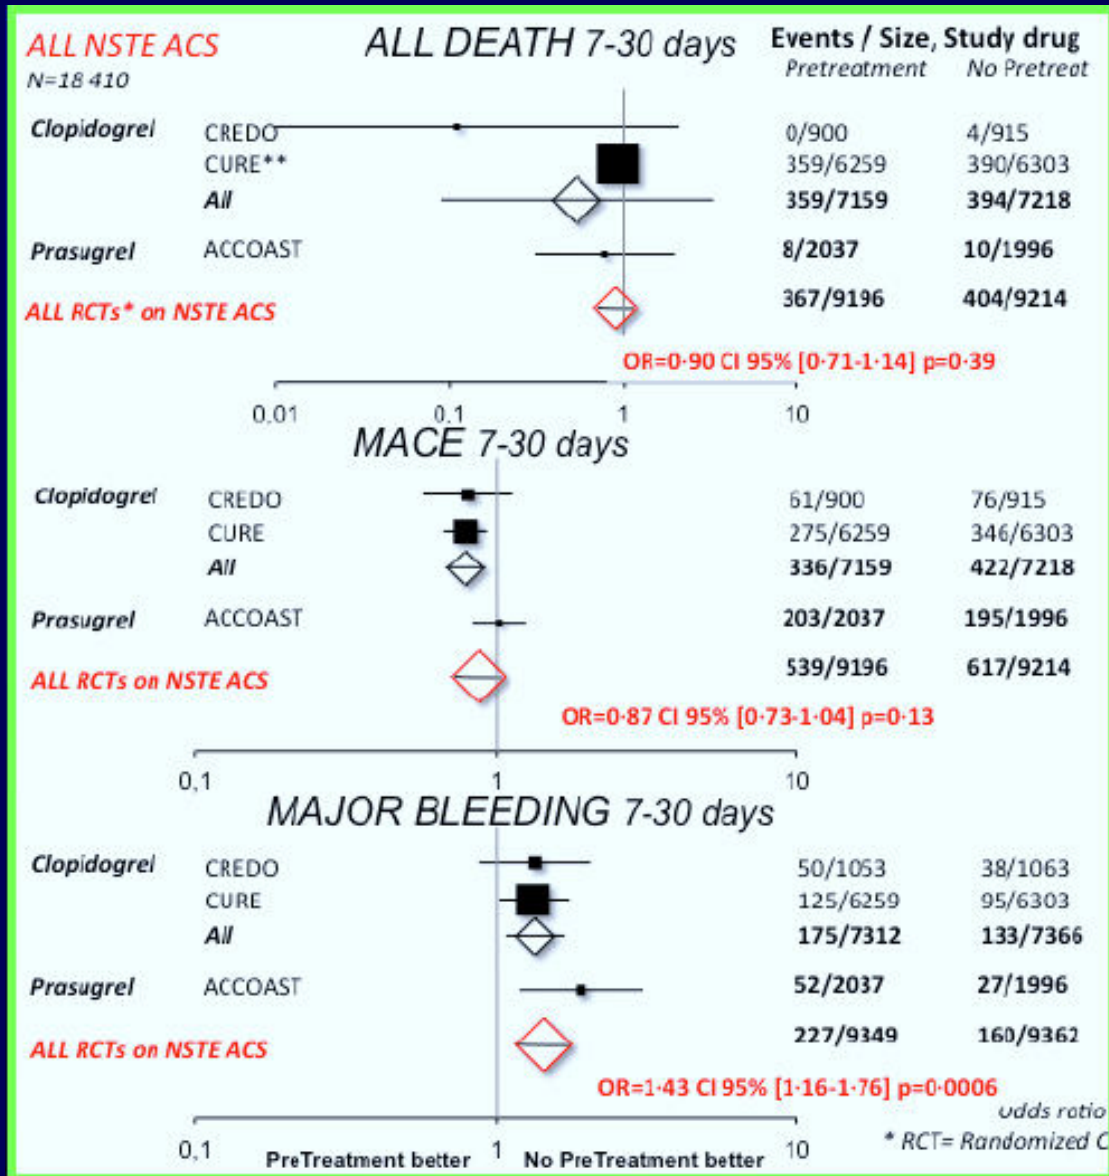 ALL NSTE ACS ALL DEATH 7-30 days Events / Size, Study drug
N=18 410 Pretreatment No Pretreat
Clopidogrel CREDO 0/900 4/915
CURE** 359/6259 390/6303
All 359/7159 394/7218
Prasugrel ACCOAST 8/2037 10/1996
ALL RCTs* on NSTE ACS 367/9196 404/9214
OR=0·90 CI 95% [0·71-1·14] p=0·39
0,01 0,1 1 10
MACE 7-30 days
Clopidogrel CREDO 61/900 76/915
CURE 275/6259 346/6303
All 336/7159 422/7218
Prasugrel ACCOAST 203/2037 195/1996
ALL RCTs on NSTE ACS 539/9196 617/9214
OR=0·87 CI 95% [0·73-1·04] p=0·13
0,1 1 10
MAJOR BLEEDING 7-30 days
Clopidogrel CREDO 50/1053 38/1063
CURE 125/6259 95/6303
All 175/7312 133/7366
Prasugrel ACCOAST 52/2037 27/1996
ALL RCTs on NSTE ACS 227/9349 160/9362
OR=1·43 CI 95% [1·16-1·76] p=0·0006
Odds ratio
0,1 PreTreatment better 1 No PreTreatment better 10 * RCT= Randomized C